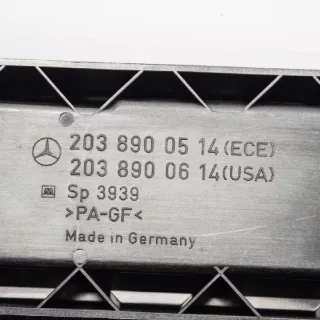 203 890 05 14(ECE)
203 890 06 14(USA)
Sp 3939
>PA-GF<
Made in Germany